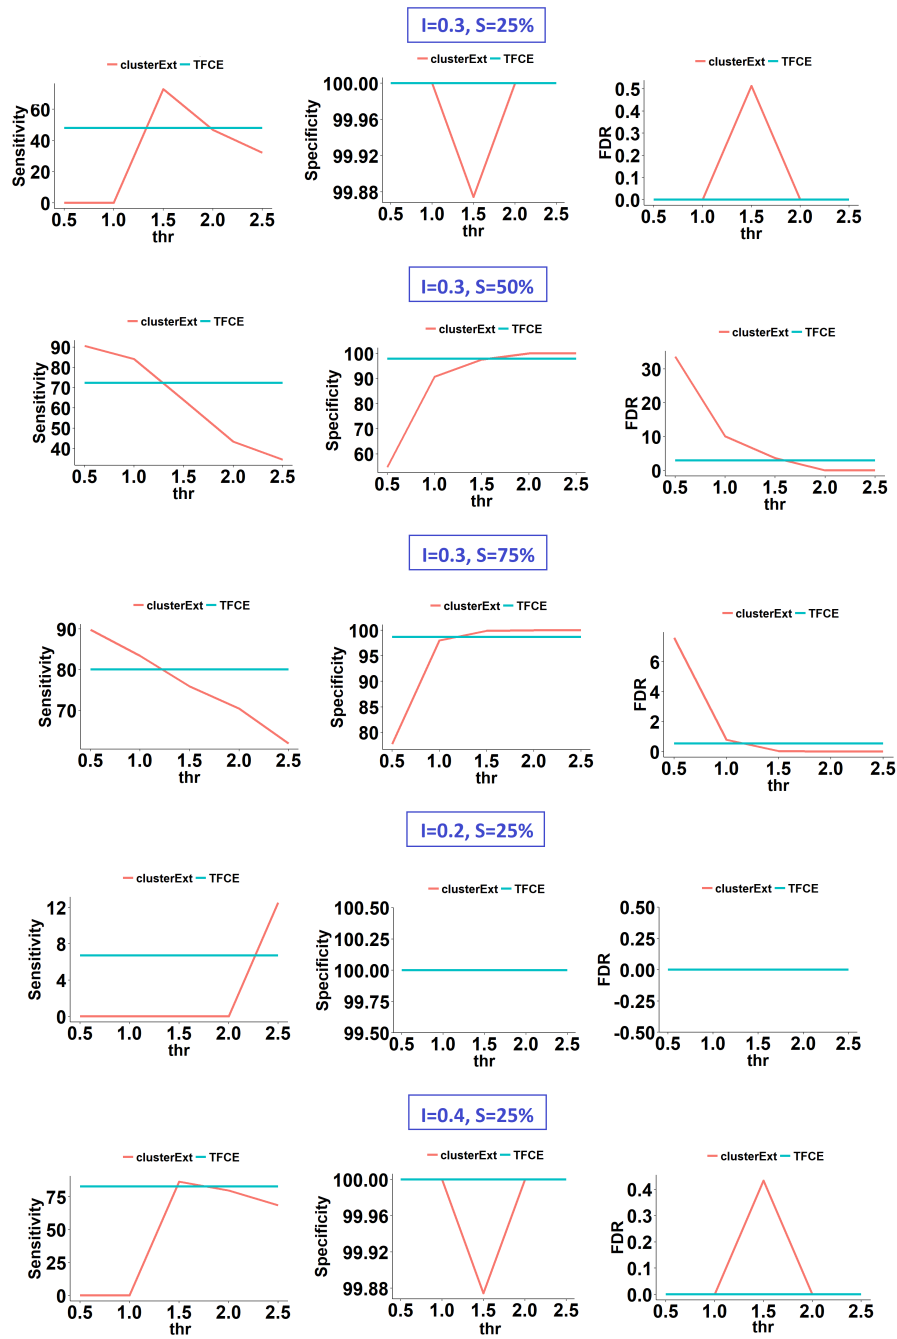 I=0.3, S=25%
clusterExt TFCE
Sensitivity
60
40
20
0
0.5 1.0 1.5 2.0 2.5
thr
clusterExt TFCE
Specificity
100.00
99.96
99.92
99.88
0.5 1.0 1.5 2.0 2.5
thr
clusterExt TFCE
FDR
0.5
0.4
0.3
0.2
0.1
0.0
0.5 1.0 1.5 2.0 2.5
thr
I=0.3, S=50%
clusterExt TFCE
Sensitivity
90
80
70
60
50
40
0.5 1.0 1.5 2.0 2.5
thr
clusterExt TFCE
Specificity
100
90
80
70
60
0.5 1.0 1.5 2.0 2.5
thr
clusterExt TFCE
FDR
30
20
10
0
0.5 1.0 1.5 2.0 2.5
thr
I=0.3, S=75%
clusterExt TFCE
Sensitivity
90
80
70
0.5 1.0 1.5 2.0 2.5
thr
clusterExt TFCE
Specificity
100
95
90
85
80
0.5 1.0 1.5 2.0 2.5
thr
clusterExt TFCE
FDR
6
4
2
0
0.5 1.0 1.5 2.0 2.5
thr
I=0.2, S=25%
clusterExt TFCE
Sensitivity
12
8
4
0
0.5 1.0 1.5 2.0 2.5
thr
clusterExt TFCE
Specificity
100.50
100.25
100.00
99.75
99.50
0.5 1.0 1.5 2.0 2.5
thr
clusterExt TFCE
FDR
0.50
0.25
0.00
-0.25
-0.50
0.5 1.0 1.5 2.0 2.5
thr
I=0.4, S=25%
clusterExt TFCE
Sensitivity
75
50
25
0
0.5 1.0 1.5 2.0 2.5
thr
clusterExt TFCE
Specificity
100.00
99.96
99.92
99.88
0.5 1.0 1.5 2.0 2.5
thr
clusterExt TFCE
FDR
0.4
0.3
0.2
0.1
0.0
0.5 1.0 1.5 2.0 2.5
thr